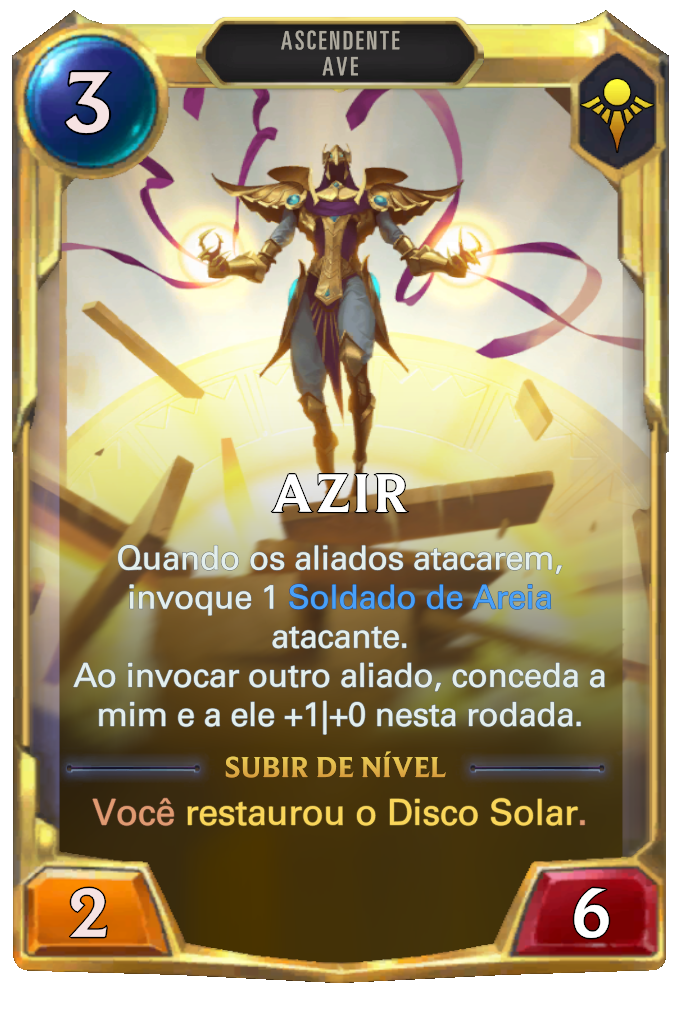 ASCENDENTE
AVE
3
AZIR
Quando os aliados atacarem,
invoque 1 Soldado de Areia
atacante.
Ao invocar outro aliado, conceda a
mim e a ele +1|+0 nesta rodada.
SUBIR DE NÍVEL
Você restaurou o Disco Solar.
2
6